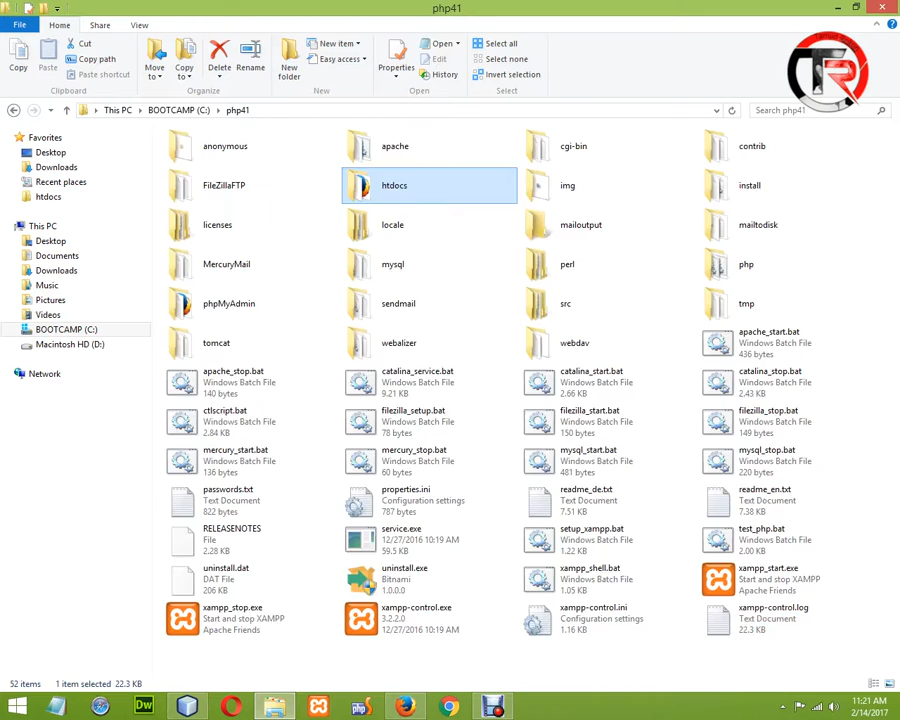 php41
File Home Share View
Copy Paste Cut Copy path Paste shortcut Move to Copy to Delete Rename New folder New item Easy access Properties Open Edit History Select all Select none Invert selection
Clipboard Organize New Open Select
This PC BOOTCAMP (C:) php41 Search php41
Favorites
Desktop
Downloads
Recent places
htdocs
This PC
Desktop
Documents
Downloads
Music
Pictures
Videos
BOOTCAMP (C:)
Macintosh HD (D:)
Network
anonymous apache cgi-bin contrib
FileZillaFTP htdocs img install
licenses locale mailoutput mailtodisk
MercuryMail mysql perl php
phpMyAdmin sendmail src tmp
tomcat webalizer webdav
apache_start.bat
Windows Batch File
436 bytes
apache_stop.bat catalina_service.bat catalina_start.bat catalina_stop.bat
Windows Batch File Windows Batch File Windows Batch File Windows Batch File
140 bytes 9.21 KB 2.66 KB 2.43 KB
ctlscript.bat filezilla_setup.bat filezilla_start.bat filezilla_stop.bat
Windows Batch File Windows Batch File Windows Batch File Windows Batch File
2.84 KB 78 bytes 150 bytes 149 bytes
mercury_start.bat mercury_stop.bat mysql_start.bat mysql_stop.bat
Windows Batch File Windows Batch File Windows Batch File Windows Batch File
136 bytes 60 bytes 481 bytes 220 bytes
passwords.txt properties.ini readme_de.txt readme_en.txt
Text Document Configuration settings Text Document Text Document
822 bytes 787 bytes 7.51 KB 7.38 KB
RELEASENOTES service.exe setup_xampp.bat test_php.bat
File 12/27/2016 10:19 AM Windows Batch File Windows Batch File
2.28 KB 59.5 KB 1.22 KB 2.00 KB
uninstall.dat uninstall.exe xampp_shell.bat xampp_start.exe
DAT File Bitnami Windows Batch File Start and stop XAMPP
206 KB 1.0.0.0 1.05 KB Apache Friends
xampp_stop.exe xampp-control.exe xampp-control.ini xampp-control.log
Start and stop XAMPP 3.2.2.0 Configuration settings Text Document
Apache Friends 12/27/2016 10:19 AM 1.16 KB 22.3 KB
52 items 1 item selected 22.3 KB
Dw php
11:21 AM
2/14/2017